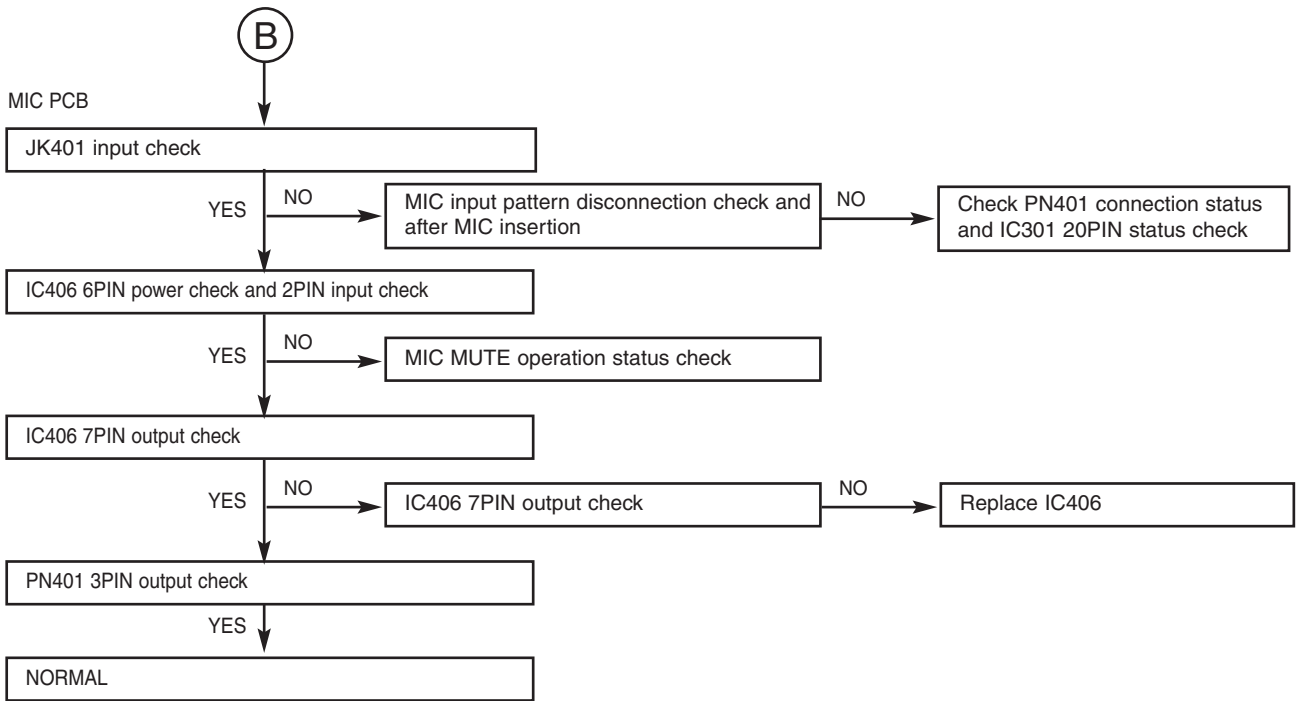 B
MIC PCB
JK401 input check
YES
NO
MIC input pattern disconnection check and
after MIC insertion
NO
Check PN401 connection status
and IC301 20PIN status check
IC406 6PIN power check and 2PIN input check
YES
NO
MIC MUTE operation status check
IC406 7PIN output check
YES
NO
IC406 7PIN output check
NO
Replace IC406
PN401 3PIN output check
YES
NORMAL